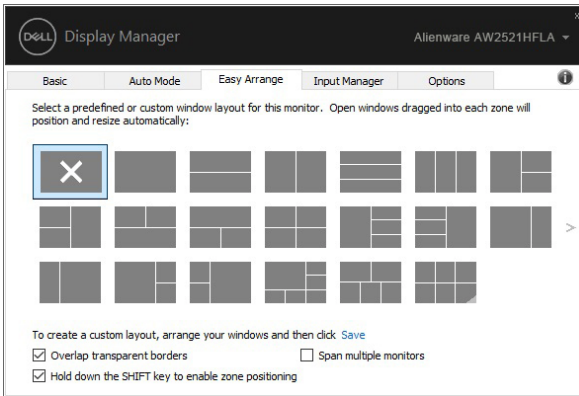 DELL Display Manager Alienware AW2521HFLA
Basic Auto Mode Easy Arrange Input Manager Options
Select a predefined or custom window layout for this monitor. Open windows dragged into each zone will
position and resize automatically:
To create a custom layout, arrange your windows and then click Save
Overlap transparent borders Span multiple monitors
Hold down the SHIFT key to enable zone positioning